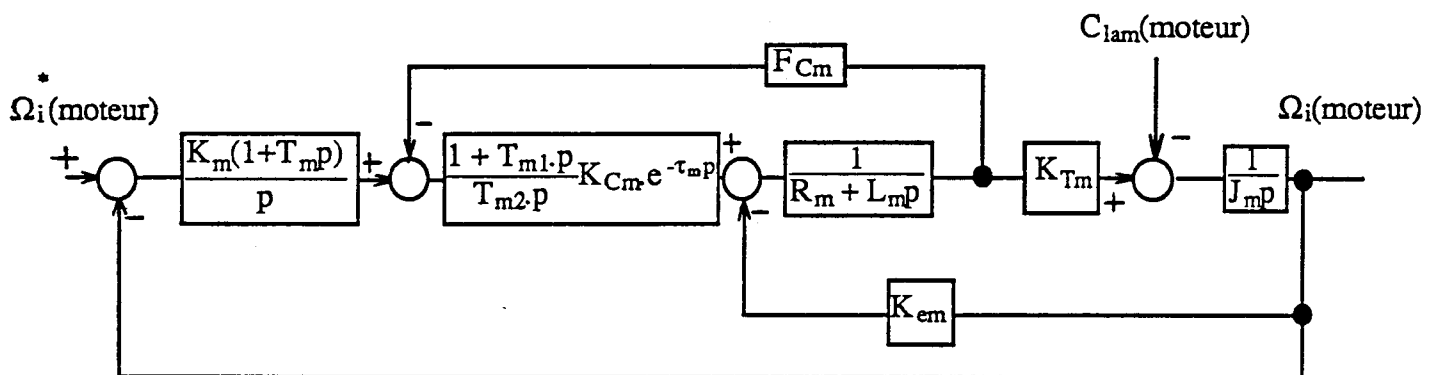 C_lam(moteur)
F_Cm
*
Ω_i(moteur)
Ω_i(moteur)
+
-
K_m(1+T_m p)
p
+
-
1 + T_m1.p
T_m2.p
K_Cm.e^-τ_m p
+
-
1
R_m + L_m p
K_Tm
+
-
1
J_m p
K_em